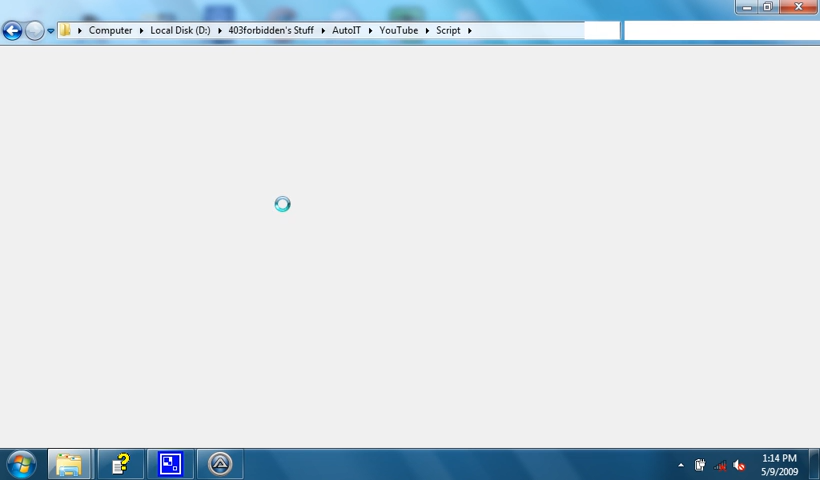 Computer Local Disk (D:) 403forbidden's Stuff AutoIT YouTube Script
1:14 PM
5/9/2009